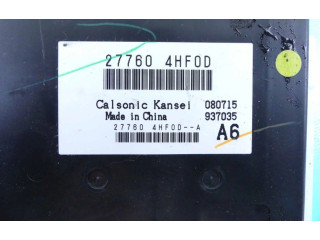 27760 4HF0D
Calsonic Kansei 080715
Made in China 937035
27760 4HF0D--A A6